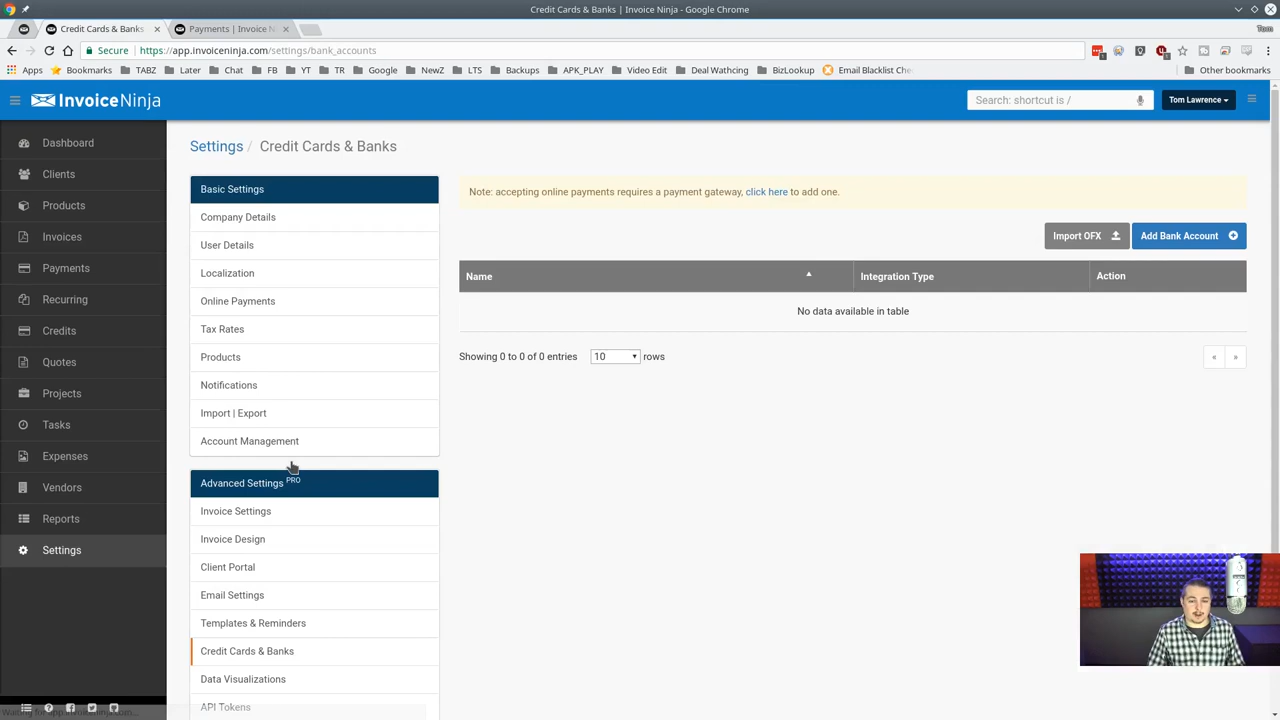 Credit Cards & Banks | Invoice Ninja - Google Chrome
Credit Cards & Banks |
Payments | Invoice N
Tom
Secure
https://app.invoiceninja.com/settings/bank_accounts
Apps
Bookmarks
TABZ
Later
Chat
FB
YT
TR
Google
NewZ
LTS
Backups
APK_PLAY
Video Edit
Deal Wathcing
BizLookup
Email Blacklist Che
Other bookmarks
InvoiceNinja
Search: shortcut is /
Tom Lawrence
Dashboard
Clients
Products
Invoices
Payments
Recurring
Credits
Quotes
Projects
Tasks
Expenses
Vendors
Reports
Settings
Settings / Credit Cards & Banks
Basic Settings
Company Details
User Details
Localization
Online Payments
Tax Rates
Products
Notifications
Import | Export
Account Management
Advanced Settings PRO
Invoice Settings
Invoice Design
Client Portal
Email Settings
Templates & Reminders
Credit Cards & Banks
Data Visualizations
API Tokens
Note: accepting online payments requires a payment gateway, click here to add one.
Import OFX
Add Bank Account
Name
Integration Type
Action
No data available in table
Showing 0 to 0 of 0 entries
10
rows
«
»
Waiting for app.invoiceninja.com...